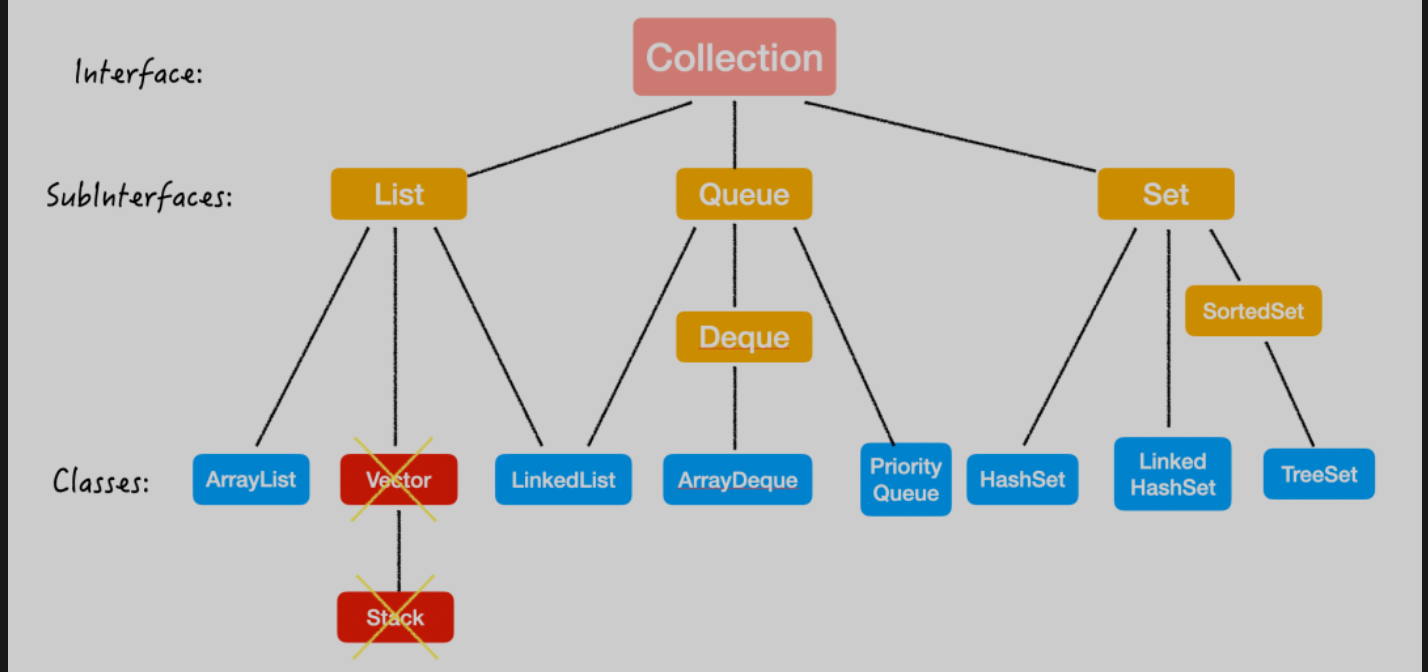 Interface:
Collection
SubInterfaces:
List
Queue
Set
SortedSet
Deque
Classes:
ArrayList
Vector
LinkedList
ArrayDeque
Priority
Queue
HashSet
Linked
HashSet
TreeSet
Stack